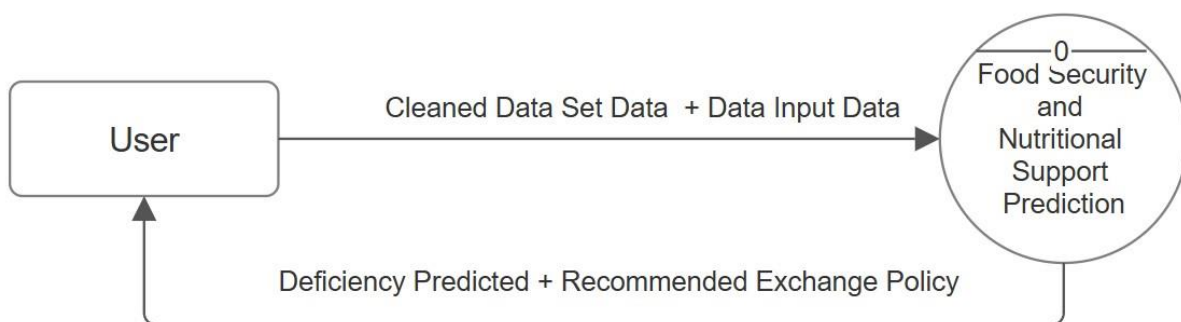 0
Food Security
Cleaned Data Set Data + Data Input Data
and
User
Nutritional
Support
Prediction
Deficiency Predicted + Recommended Exchange Policy